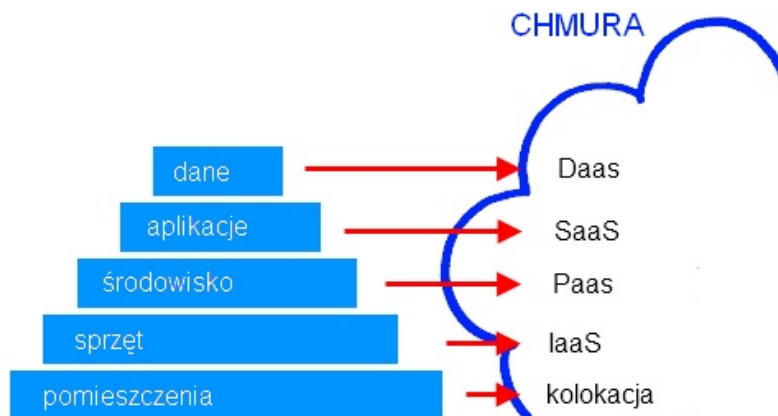 CHMURA
dane Daas
aplikacje SaaS
środowisko Paas
sprzęt IaaS
pomieszczenia kolokacja